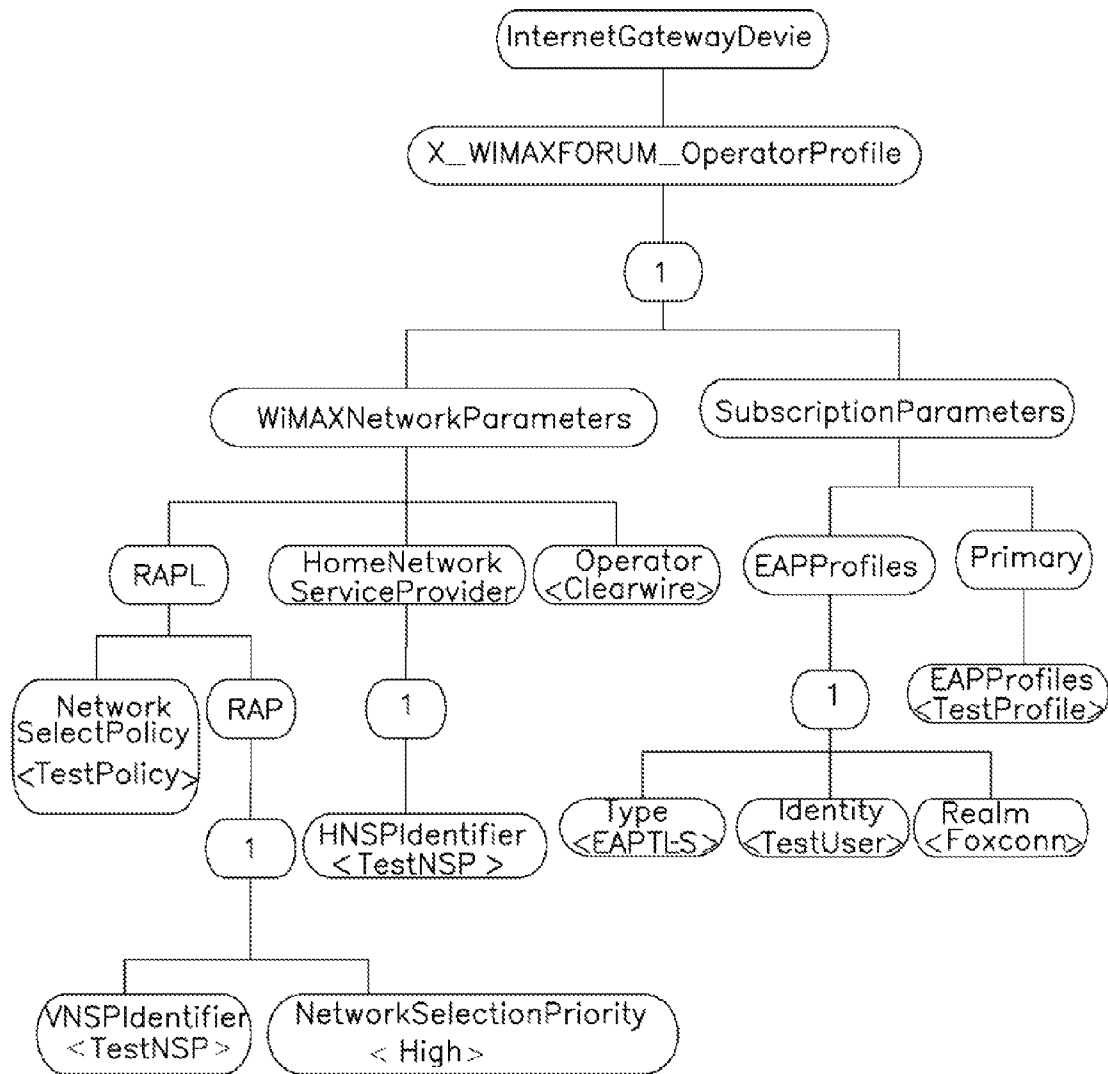 InternetGatewayDevie
X_WIMAXFORUM_OperatorProfile
1
WiMAXNetworkParameters
SubscriptionParameters
RAPL
HomeNetwork
ServiceProvider
Operator
<Clearwire>
EAPProfiles
Primary
Network
SelectPolicy
<TestPolicy>
RAP
1
1
EAPProfiles
<TestProfile>
1
HNSPIdentifier
<TestNSP >
Type
<EAPTL-S>
Identity
<TestUser>
Realm
<Foxconn>
VNSPIdentifier
<TestNSP>
NetworkSelectionPriority
< High>